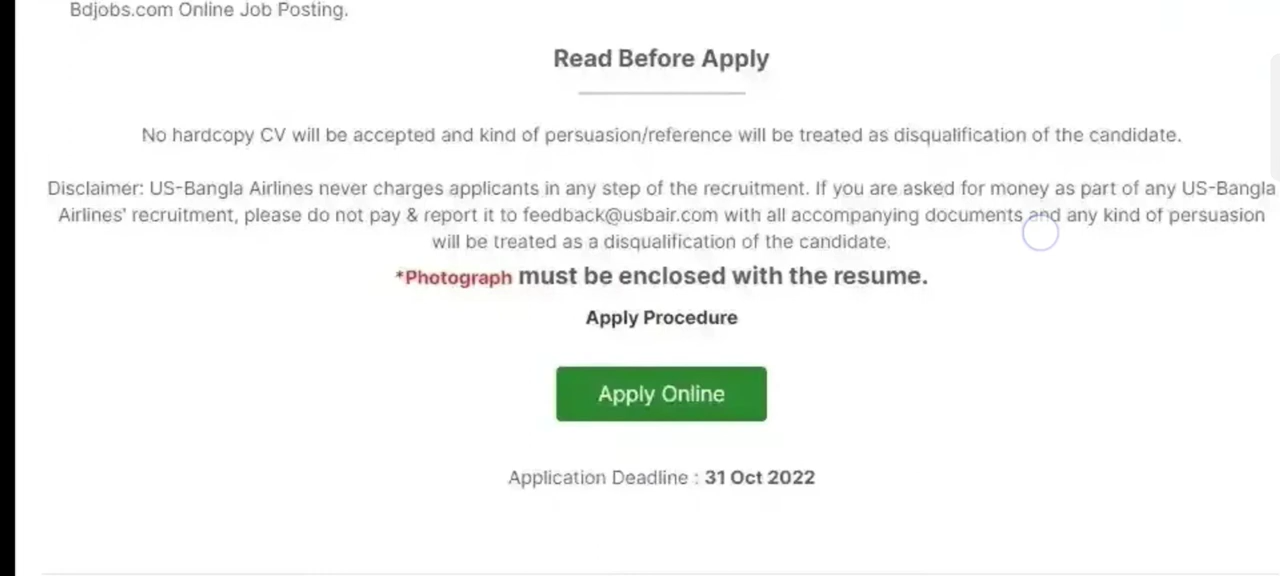 Bdjobs.com Online Job Posting.
Read Before Apply
No hardcopy CV will be accepted and kind of persuasion/reference will be treated as disqualification of the candidate.
Disclaimer: US-Bangla Airlines never charges applicants in any step of the recruitment. If you are asked for money as part of any US-Bangla
Airlines' recruitment, please do not pay & report it to feedback@usbair.com with all accompanying documents and any kind of persuasion
will be treated as a disqualification of the candidate.
*Photograph must be enclosed with the resume.
Apply Procedure
Apply Online
Application Deadline : 31 Oct 2022